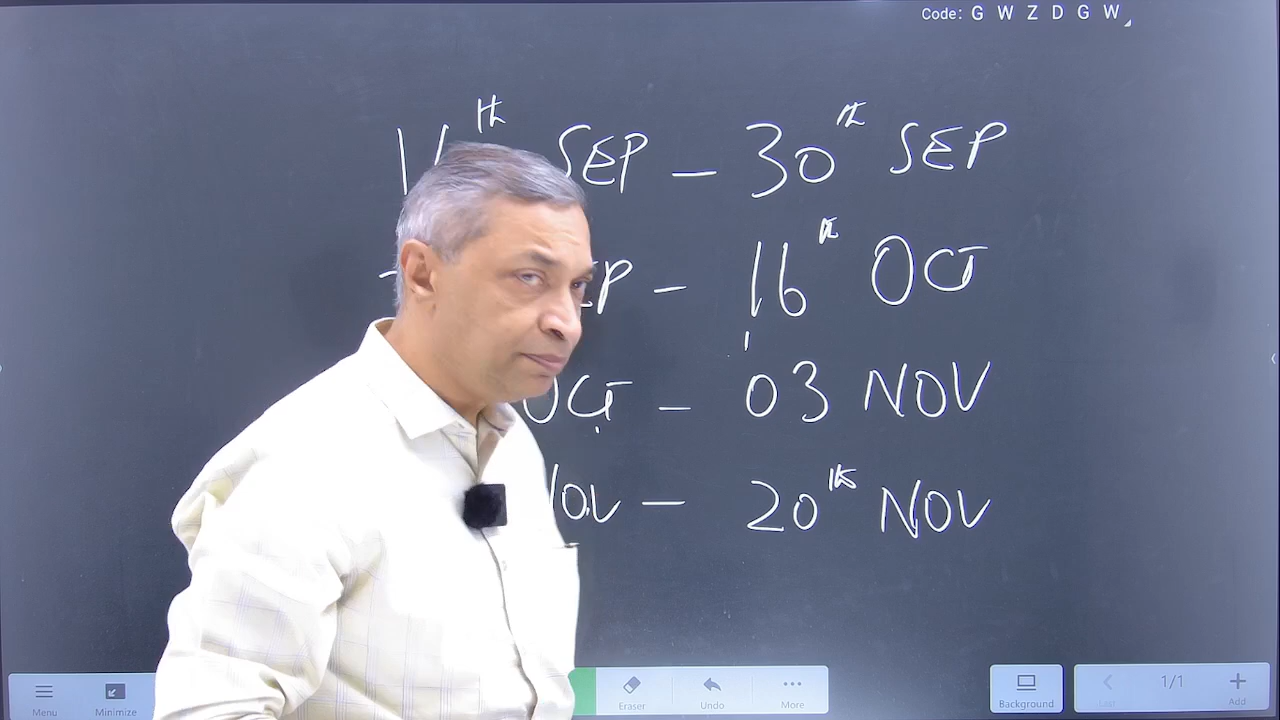 Code: G W Z D G W
th SEP - 30th SEP
- 16th OCT
OCT - 03 NOV
NOV - 20th NOV
Menu
Minimize
Eraser
Undo
More
Background
1/1
Add